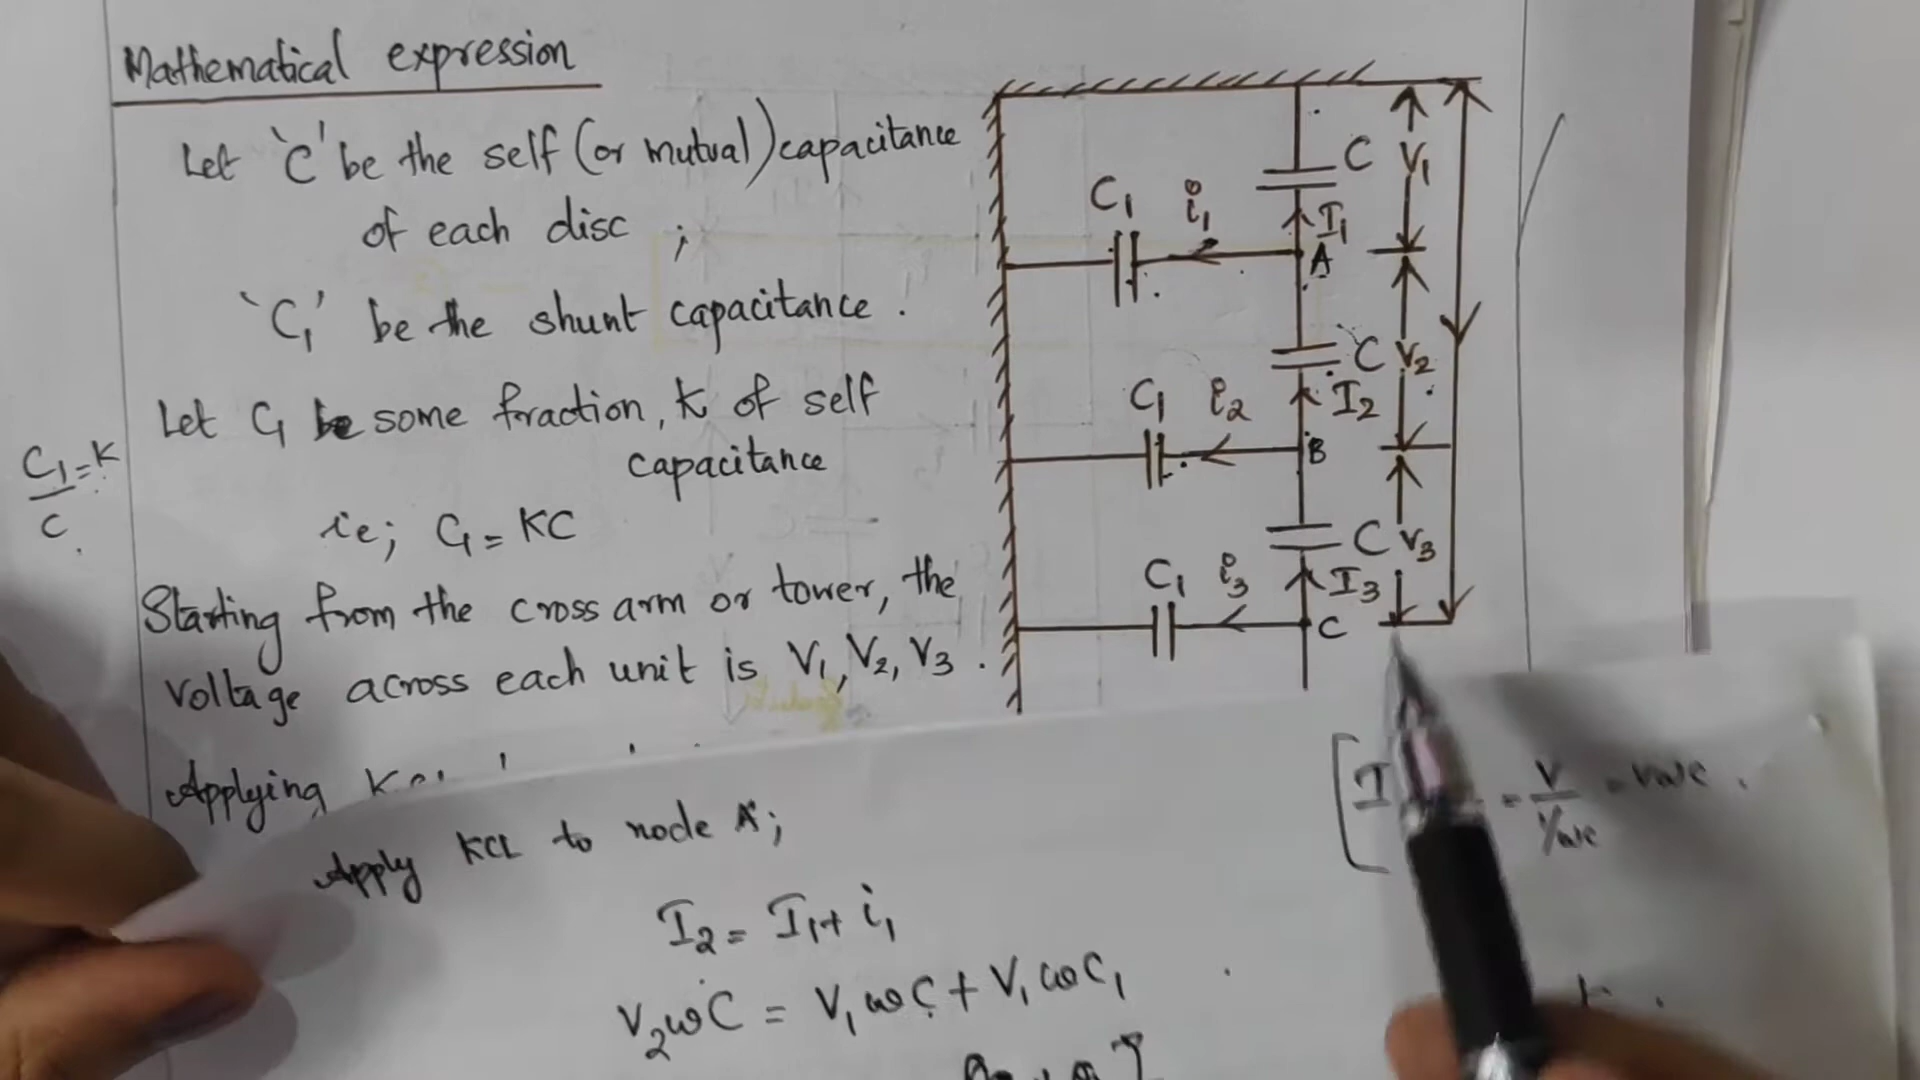 Mathematical expression
Let 'C' be the self (or mutual) capacitance
of each disc ;
'C₁' be the shunt capacitance .
Let C₁ be some fraction, K of self
capacitance
ie; C₁ = KC
C₁/C = K
Starting from the cross arm or tower, the
voltage across each unit is V₁, V₂, V₃ .
Applying
C V₁
C₁ i₁ I₁
A
C V₂
C₁ i₂ I₂
B
C V₃
C₁ i₃ I₃
C
Apply KCL to node A;
[I = V/1/ωC = VωC .
I₂ = I₁ + i₁
V₂ωC = V₁ωC + V₁ωC₁